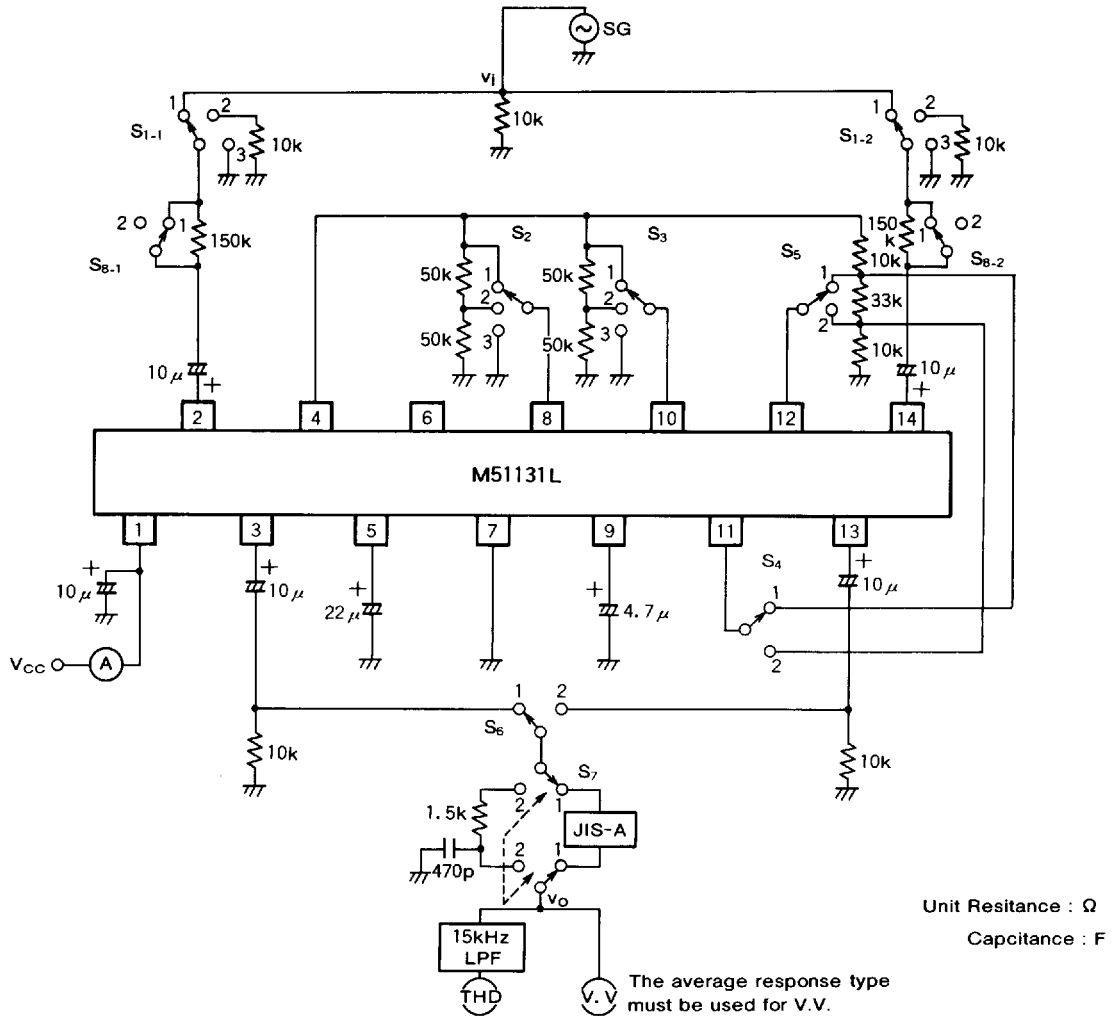 SG
vi
1
2
S1-1
10k
3
10k
1
2
S1-2
10k
3
2
1
150k
S8-1
S2
S3
S5
150
k
1
2
S8-2
10k
50k
1
50k
1
1
33k
2
2
2
50k
3
50k
3
10k
10μ
+
10μ
+
2
4
6
8
10
12
14
M51131L
1
3
5
7
9
11
13
S4
+
10μ
+
10μ
+
22μ
+
4.7μ
+
10μ
1
2
VCC
A
1
2
S6
10k
10k
S7
2
1
1.5k
JIS-A
2
1
470p
vo
15kHz
LPF
THD
V.V
The average response type
must be used for V.V.
Unit Resitance : Ω
Capcitance : F